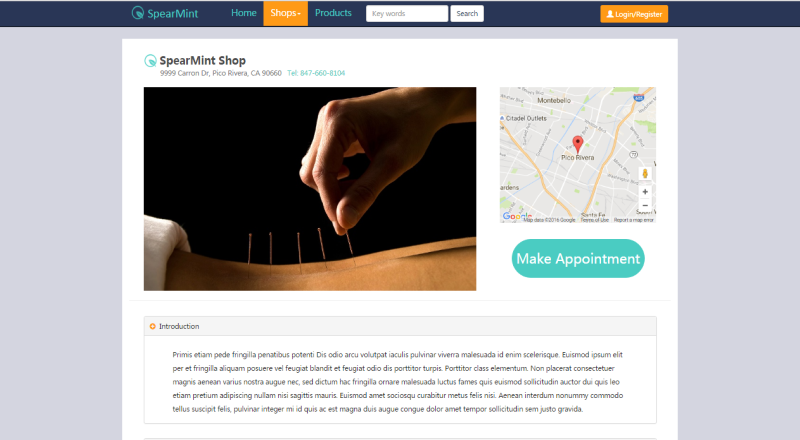 SpearMint
Home
Shops
Products
Key words
Search
Login/Register
SpearMint Shop
9999 Carron Dr, Pico Rivera, CA 90660 Tel: 847-660-8104
Montebello
Citadel Outlets
Pico Rivera
Gardens
Santa Fe
Google
Map data ©2016 Google Terms of Use Report a map error
Make Appointment
Introduction
Primis etiam pede fringilla penatibus potenti Dis odio arcu volutpat iaculis pulvinar viverra malesuada id enim scelerisque. Euismod ipsum elit
per et fringilla aliquam posuere vel feugiat blandit et feugiat odio dis porttitor turpis. Porttitor class elementum. Non placerat consectetuer
magnis aenean varius nostra augue nec, sed dictum hac fringilla ornare malesuada luctus fames quis euismod sollicitudin auctor dui quis leo
etiam pretium adipiscing nullam nisi sagittis mauris. Euismod amet sociosqu curabitur metus felis nisi. Aenean interdum nonummy commodo
tellus suscipit felis, pulvinar integer mi id quis ac est magna duis augue congue dolor amet tempor sollicitudin sem justo gravida.